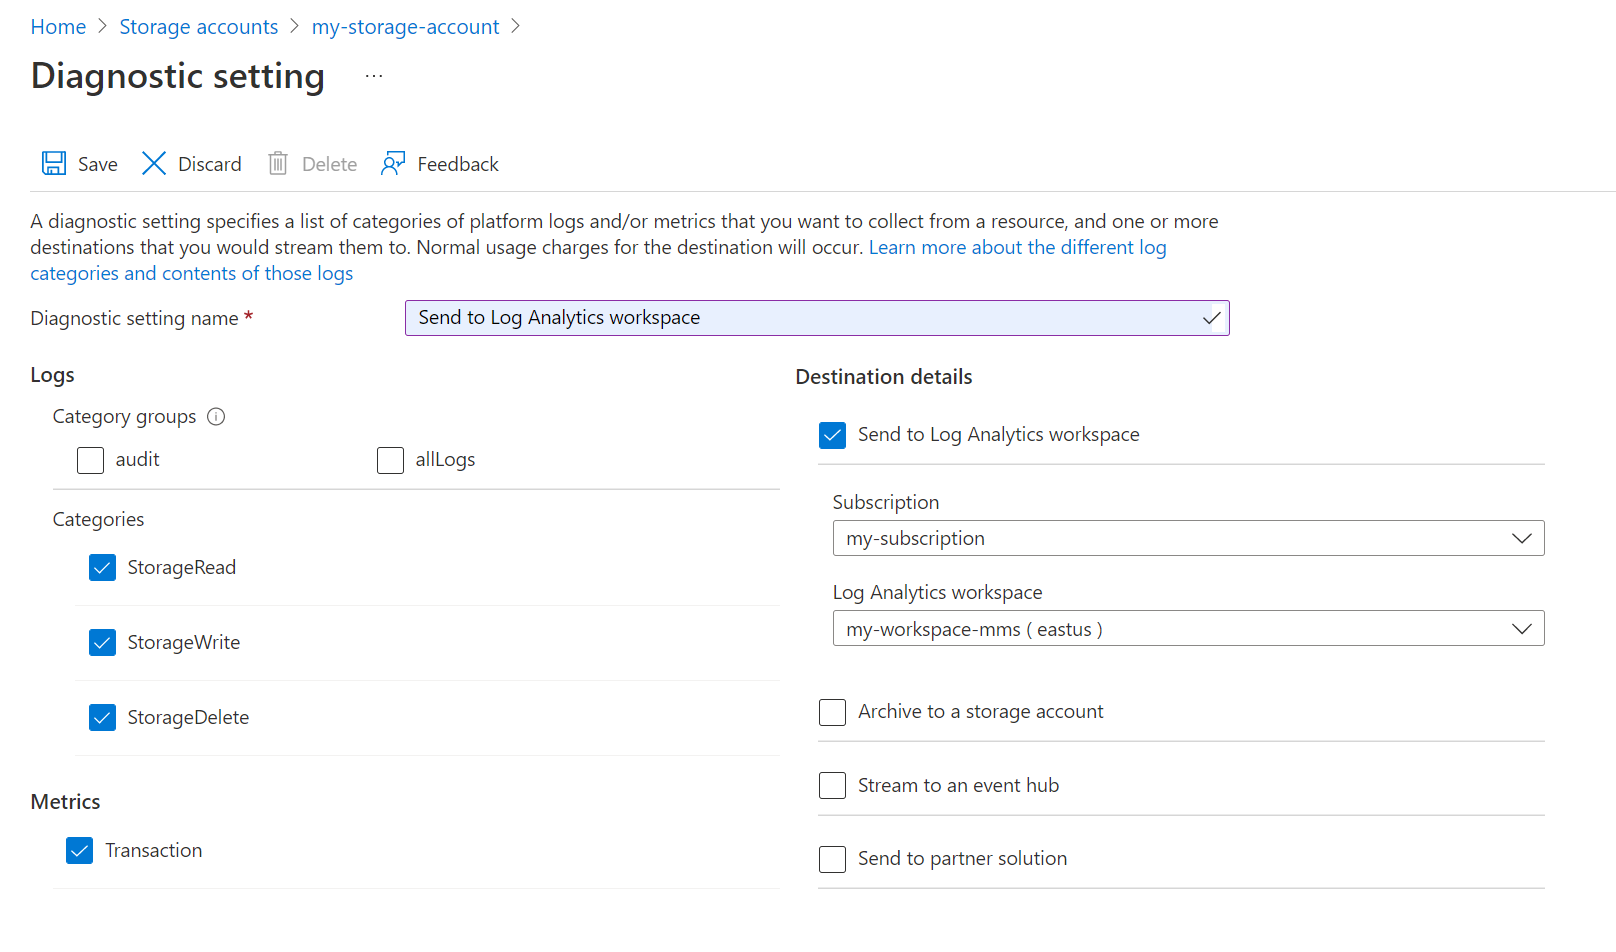 Home > Storage accounts > my-storage-account >
Diagnostic setting ...
Save Discard Delete Feedback
A diagnostic setting specifies a list of categories of platform logs and/or metrics that you want to collect from a resource, and one or more
destinations that you would stream them to. Normal usage charges for the destination will occur. Learn more about the different log
categories and contents of those logs
Diagnostic setting name *
Send to Log Analytics workspace
Logs
Category groups
audit
allLogs
Categories
StorageRead
StorageWrite
StorageDelete
Metrics
Transaction
Destination details
Send to Log Analytics workspace
Subscription
my-subscription
Log Analytics workspace
my-workspace-mms ( eastus )
Archive to a storage account
Stream to an event hub
Send to partner solution